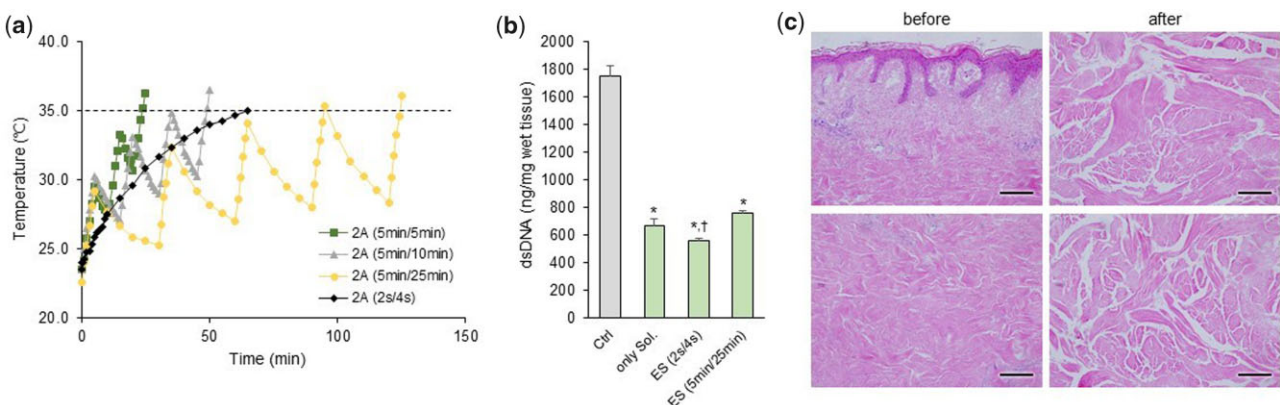 (a)
Temperature (°C)
40.0
35.0
30.0
25.0
20.0
2A (5min/5min)
2A (5min/10min)
2A (5min/25min)
2A (2s/4s)
0
50
100
150
Time (min)
(b)
dsDNA (ng/mg wet tissue)
2000
1800
1600
1400
1200
1000
800
600
400
200
0
*
*,†
*
Ctrl
only Sol.
ES (2s/4s)
ES (5min/25min)
(c)
before
after